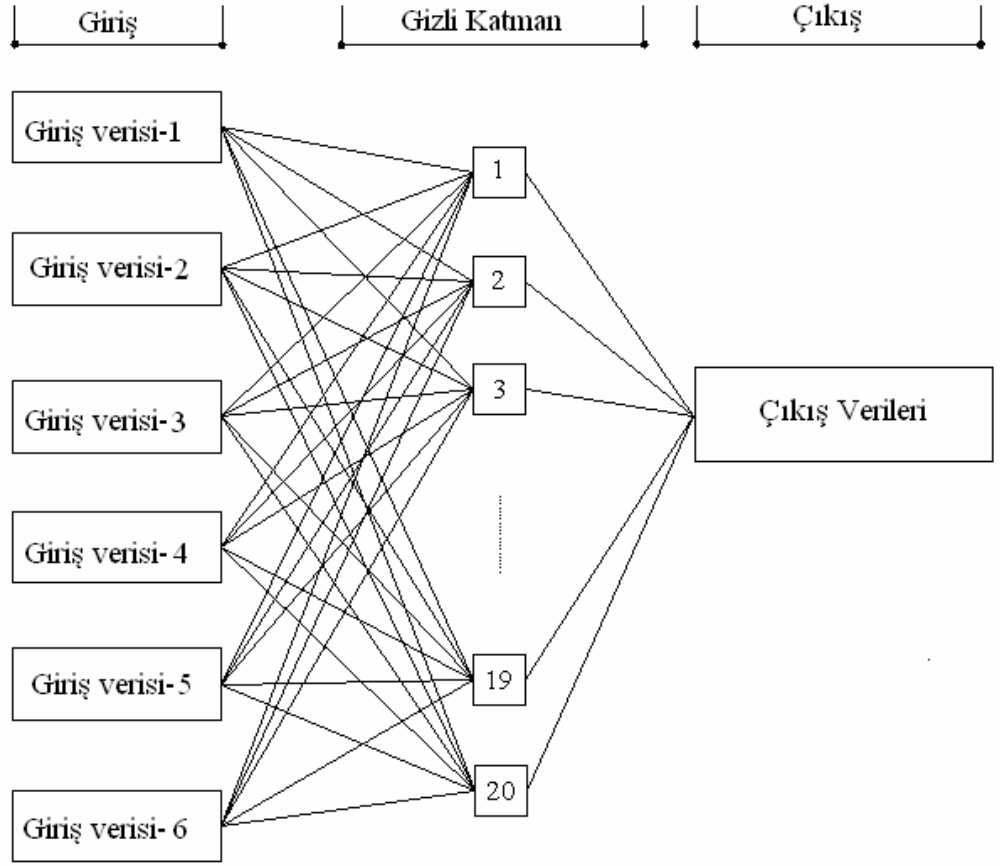 Giriş
Gizli Katman
Çıkış
Giriş verisi-1
Giriş verisi-2
Giriş verisi-3
Giriş verisi-4
Giriş verisi-5
Giriş verisi-6
1
2
3
19
20
Çıkış Verileri